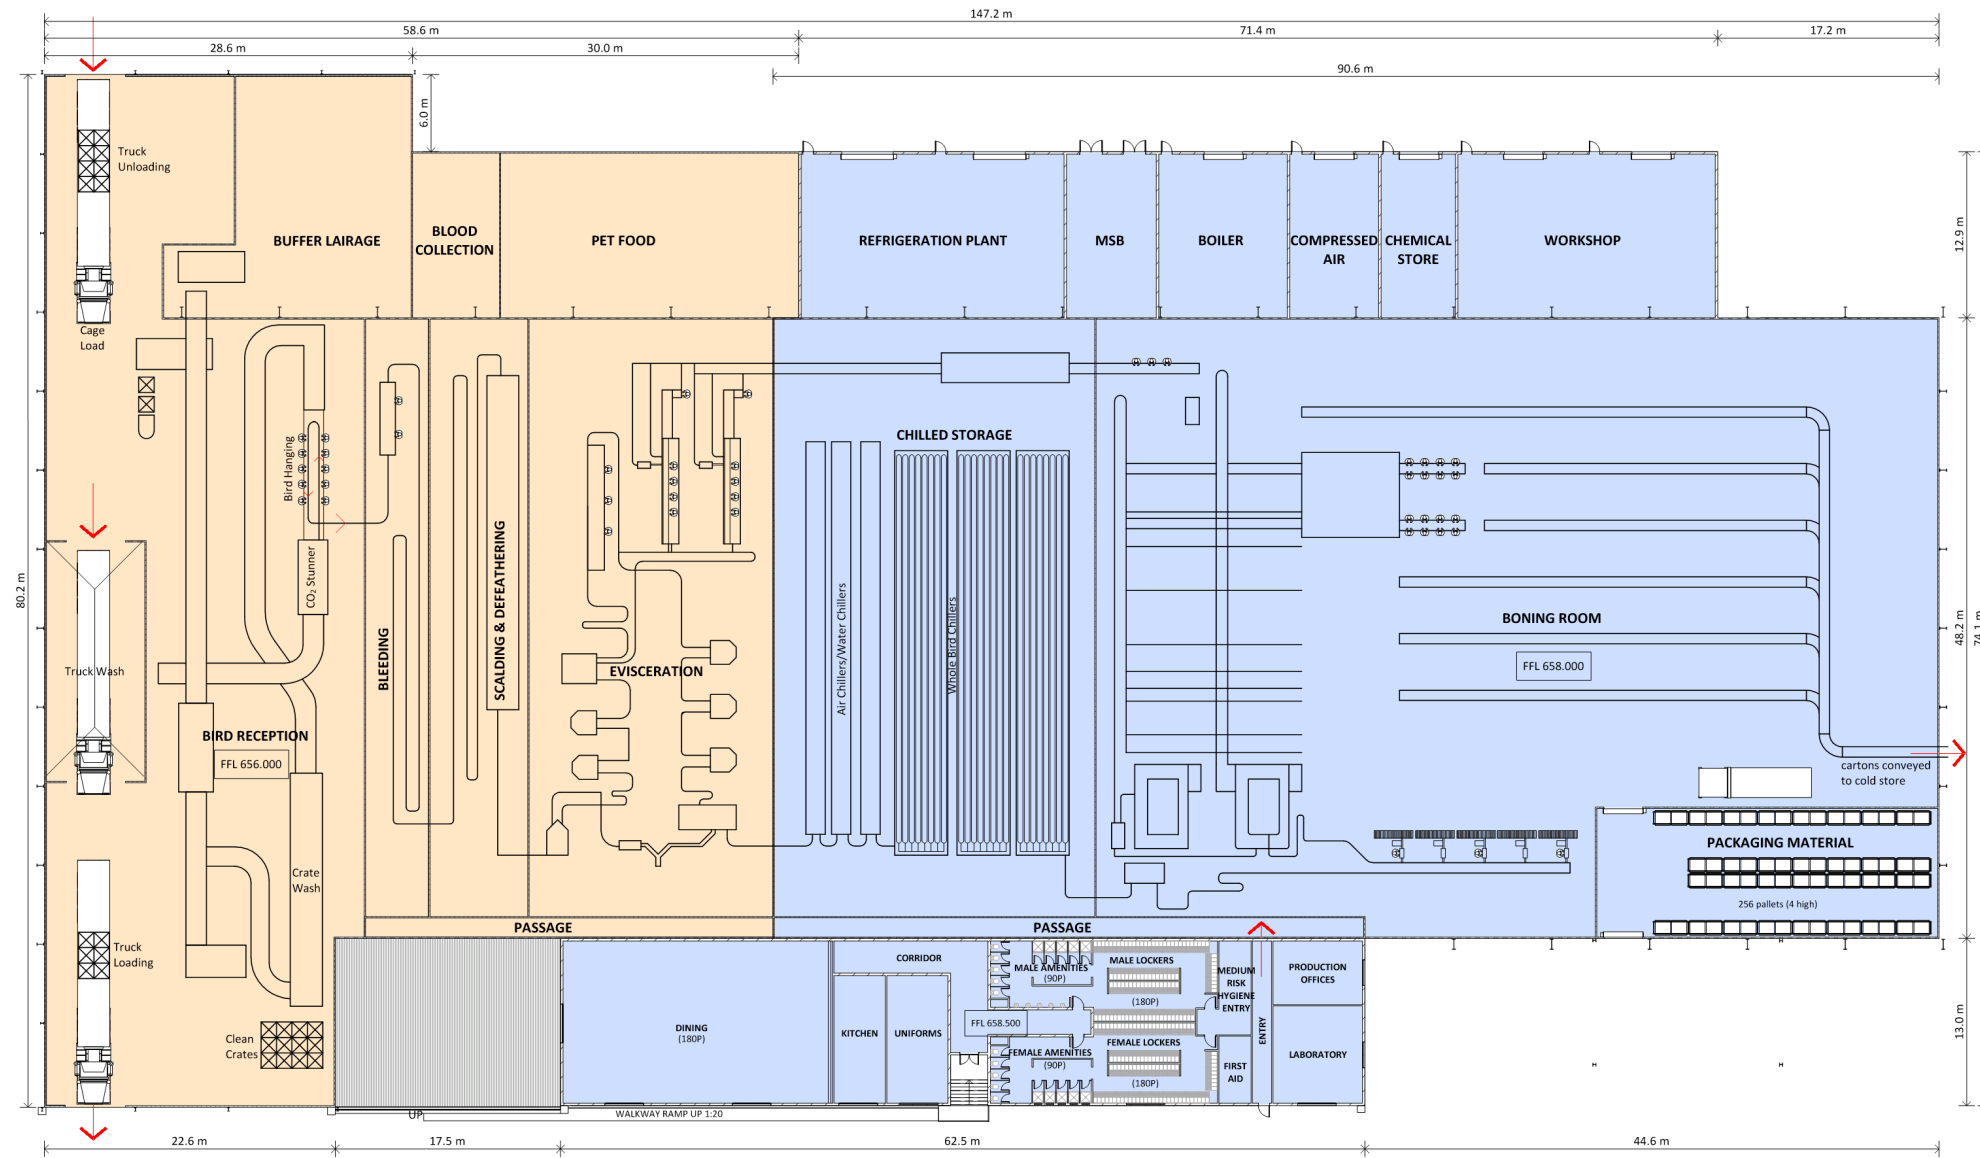 147.2 m
58.6 m
71.4 m
17.2 m
28.6 m
30.0 m
90.6 m
6.0 m
Truck
Unloading
BUFFER LAIRAGE
BLOOD
COLLECTION
PET FOOD
REFRIGERATION PLANT
MSB
BOILER
COMPRESSED
AIR
CHEMICAL
STORE
WORKSHOP
12.9 m
Cage
Load
Bird Hanging
CO₂ Stunner
BLEEDING
SCALDING & DEFEATHERING
EVISCERATION
CHILLED STORAGE
Air Chillers/Water Chillers
Whole Bird Chillers
BONING ROOM
FFL 658.000
80.2 m
48.2 m
74.1 m
Truck Wash
BIRD RECEPTION
FFL 656.000
cartons conveyed
to cold store
Crate
Wash
PACKAGING MATERIAL
256 pallets (4 high)
PASSAGE
PASSAGE
Truck
Loading
Clean
Crates
DINING
(180P)
CORRIDOR
KITCHEN
UNIFORMS
FFL 658.500
MALE AMENITIES
(90P)
MALE LOCKERS
(180P)
FEMALE AMENITIES
(90P)
FEMALE LOCKERS
(180P)
MEDIUM
RISK
HYGIENE
ENTRY
FIRST
AID
ENTRY
PRODUCTION
OFFICES
LABORATORY
13.0 m
UP
WALKWAY RAMP UP 1:20
22.6 m
17.5 m
62.5 m
44.6 m